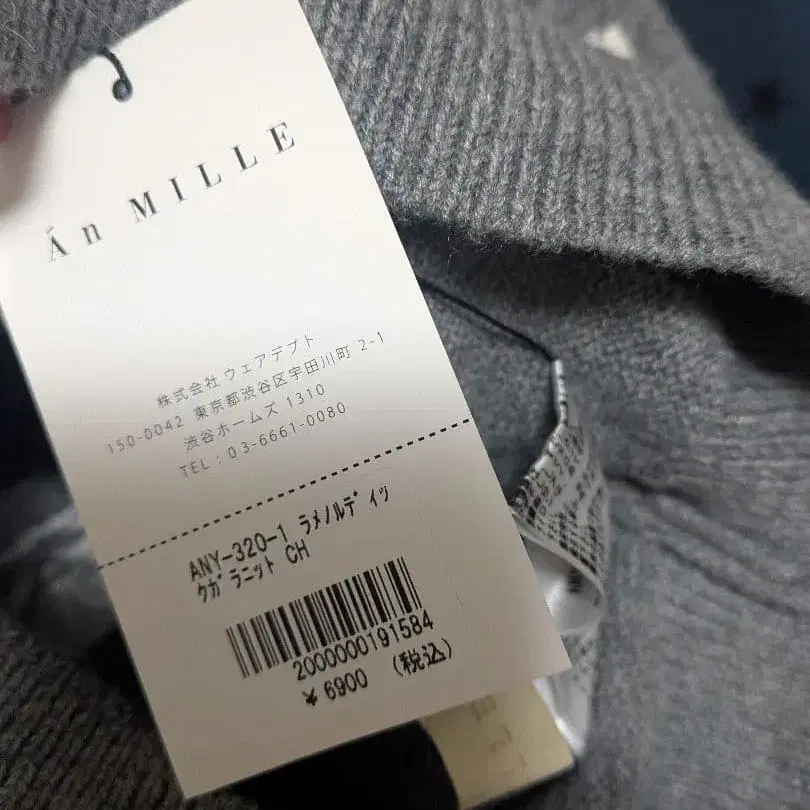 Án MILLE
株式会社 ウェアデプト
150-0042 東京都渋谷区宇田川町 2-1
渋谷ホームズ 1310
TEL : 03-6661-0080
ANY-320-1 ラメノルディッ
クガラニット CH
2000000191584
¥ 6900 (税込)